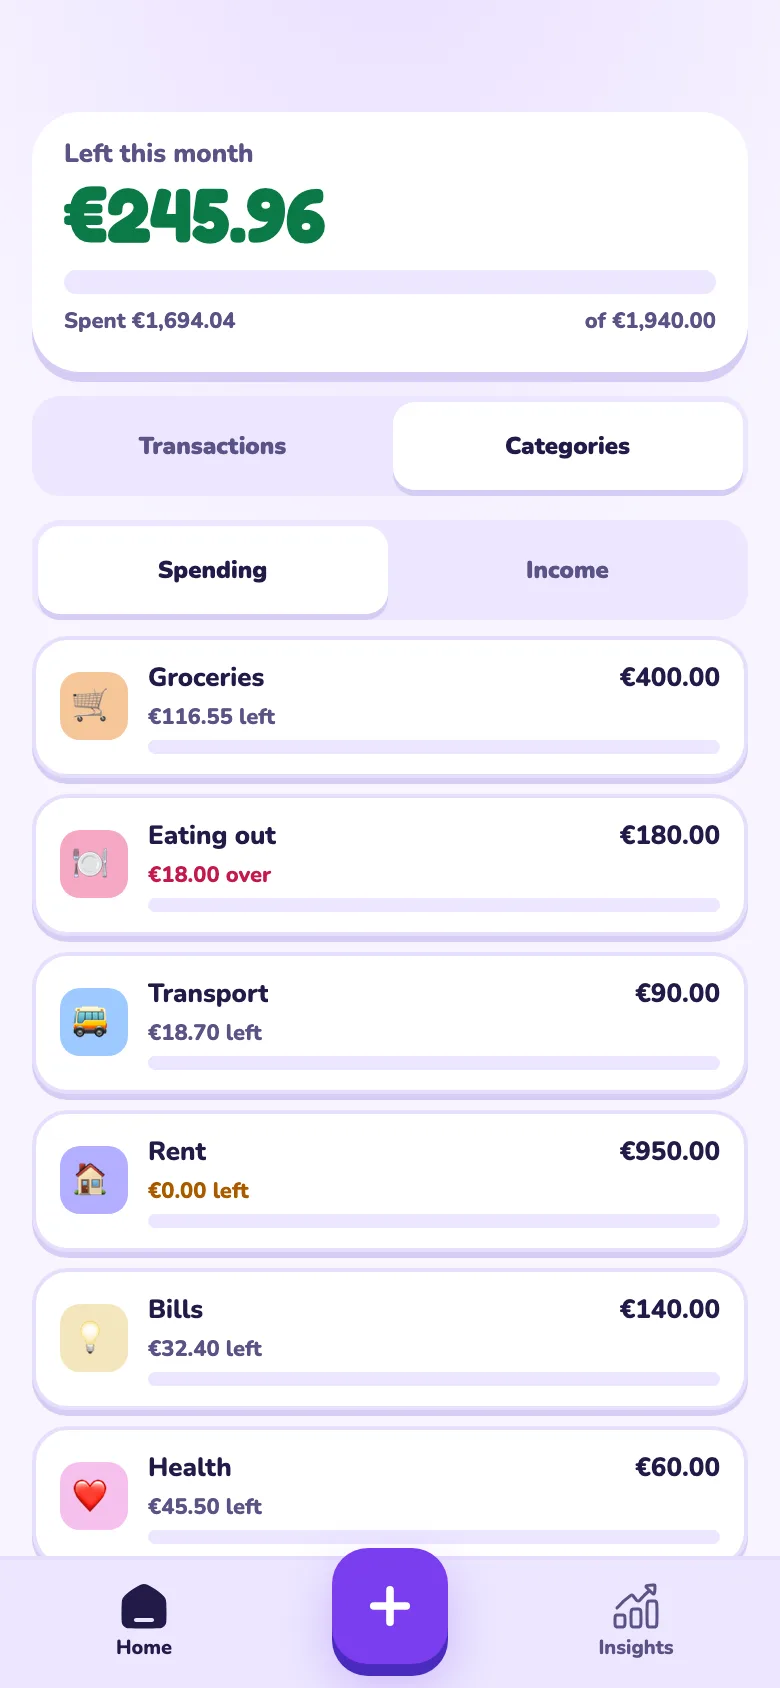 Left this month
€245.96
Spent €1,694.04
of €1,940.00
Transactions
Categories
Spending
Income
Groceries
€400.00
€116.55 left
Eating out
€180.00
€18.00 over
Transport
€90.00
€18.70 left
Rent
€950.00
€0.00 left
Bills
€140.00
€32.40 left
Health
€60.00
€45.50 left
Home
Insights